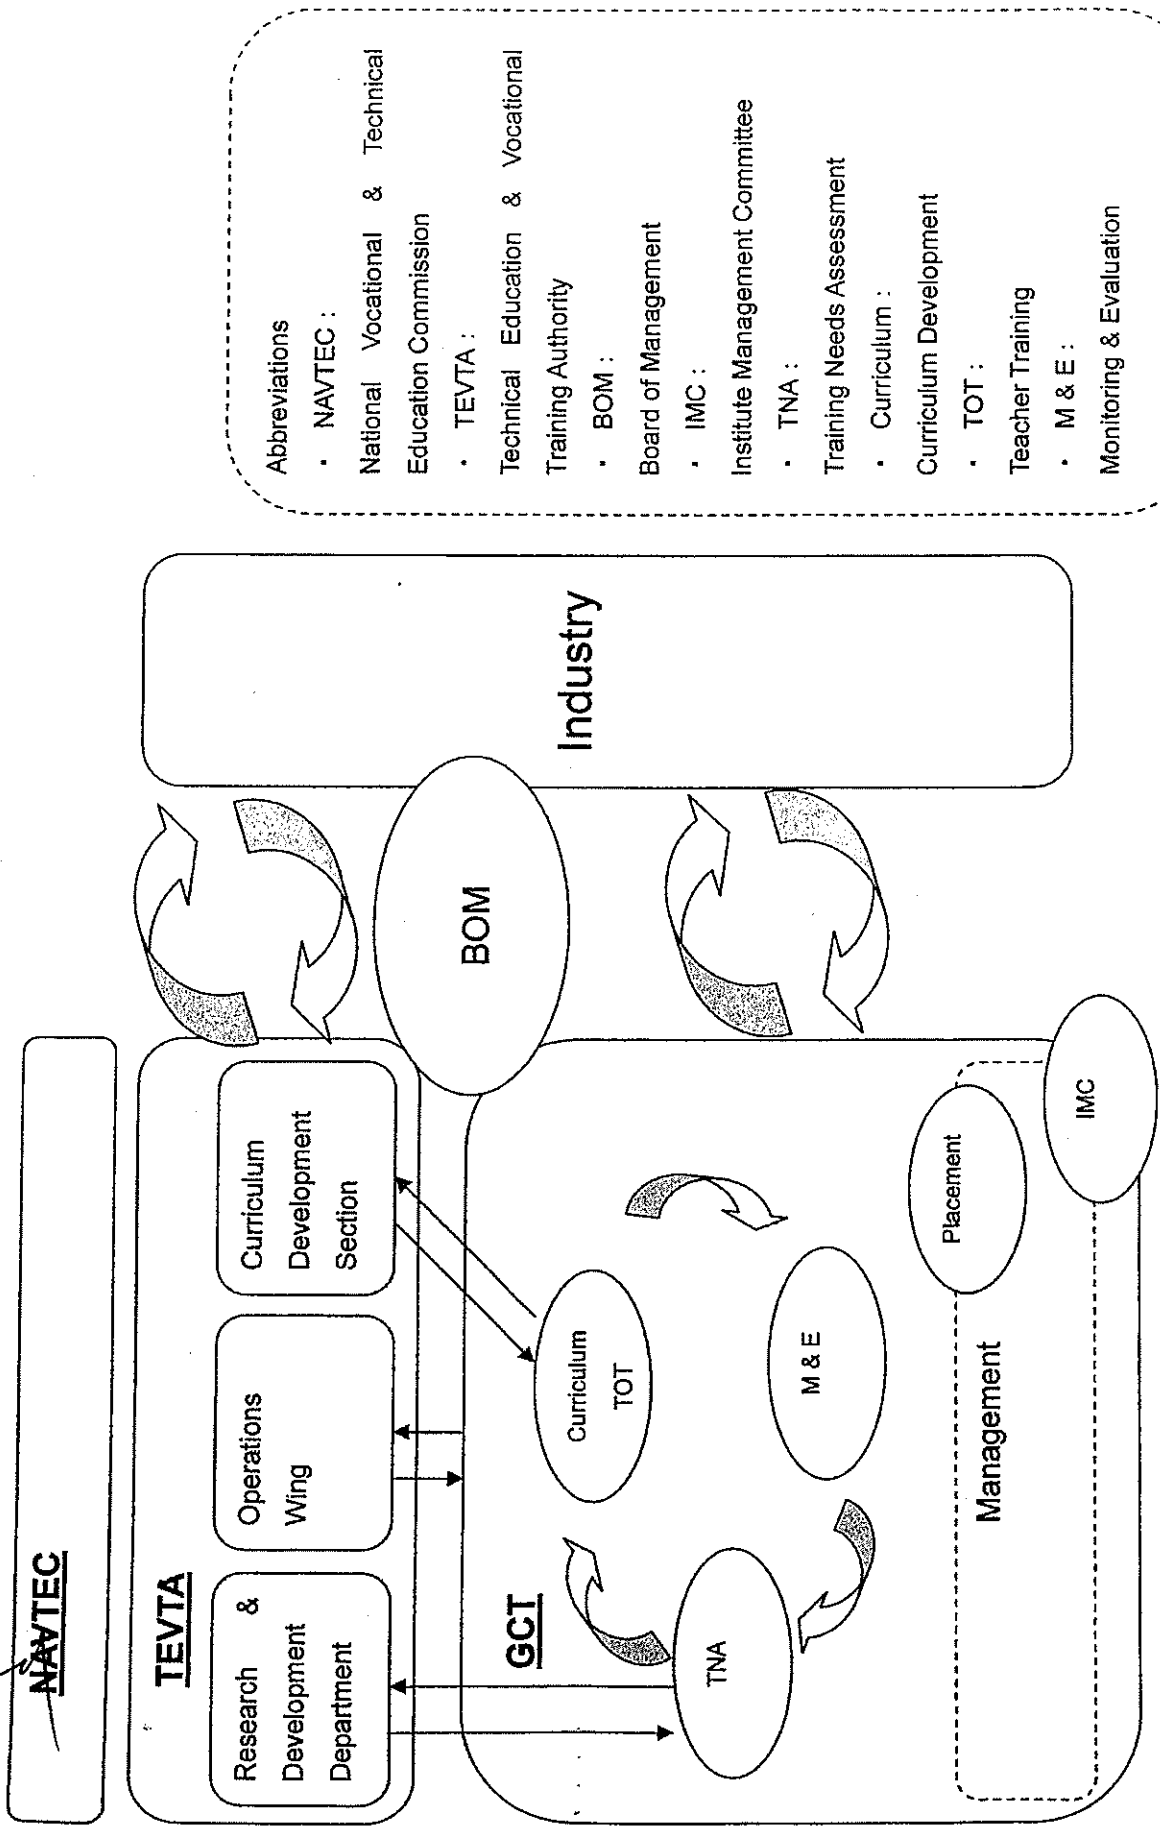 NAVTEC
TEVTA
Research &
Development
Department
Operations
Wing
Curriculum
Development
Section
GCT
TNA
Curriculum
TOT
M & E
Management
Placement
IMC
BOM
Industry
Abbreviations
· NAVTEC :
National Vocational & Technical
Education Commission
· TEVTA :
Technical Education & Vocational
Training Authority
· BOM :
Board of Management
· IMC :
Institute Management Committee
· TNA :
Training Needs Assessment
· Curriculum :
Curriculum Development
· TOT :
Teacher Training
· M & E :
Monitoring & Evaluation